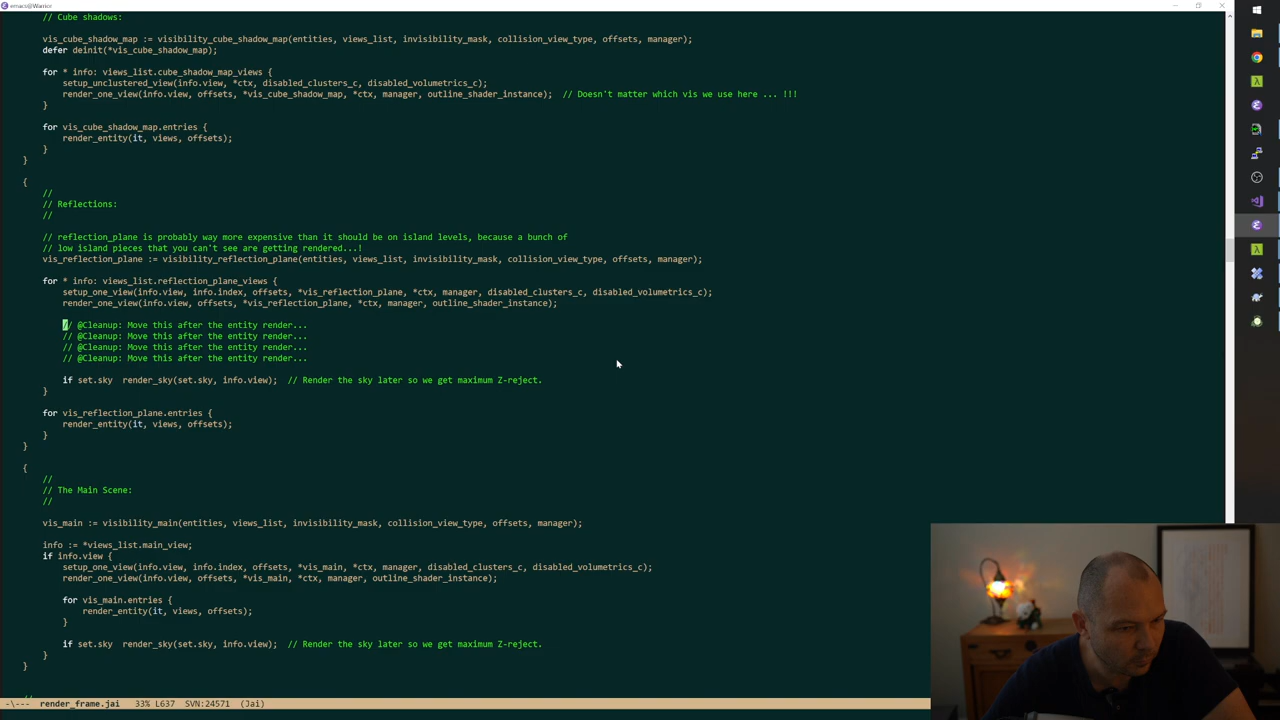 emacs@Warrior
// Cube shadows:
vis_cube_shadow_map := visibility_cube_shadow_map(entities, views_list, invisibility_mask, collision_view_type, offsets, manager);
defer deinit(*vis_cube_shadow_map);
for * info: views_list.cube_shadow_map_views {
setup_unclustered_view(info.view, *ctx, disabled_clusters_c, disabled_volumetrics_c);
render_one_view(info.view, offsets, *vis_cube_shadow_map, *ctx, manager, outline_shader_instance);  // Doesn't matter which vis we use here ... !!!
}
for vis_cube_shadow_map.entries {
render_entity(it, views, offsets);
}
}
{
//
// Reflections:
//
// reflection_plane is probably way more expensive than it should be on island levels, because a bunch of
// low island pieces that you can't see are getting rendered...!
vis_reflection_plane := visibility_reflection_plane(entities, views_list, invisibility_mask, collision_view_type, offsets, manager);
for * info: views_list.reflection_plane_views {
setup_one_view(info.view, info.index, offsets, *vis_reflection_plane, *ctx, manager, disabled_clusters_c, disabled_volumetrics_c);
render_one_view(info.view, offsets, *vis_reflection_plane, *ctx, manager, outline_shader_instance);
// @Cleanup: Move this after the entity render...
// @Cleanup: Move this after the entity render...
// @Cleanup: Move this after the entity render...
// @Cleanup: Move this after the entity render...
if set.sky  render_sky(set.sky, info.view);  // Render the sky later so we get maximum Z-reject.
}
for vis_reflection_plane.entries {
render_entity(it, views, offsets);
}
}
{
//
// The Main Scene:
//
vis_main := visibility_main(entities, views_list, invisibility_mask, collision_view_type, offsets, manager);
info := *views_list.main_view;
if info.view {
setup_one_view(info.view, info.index, offsets, *vis_main, *ctx, manager, disabled_clusters_c, disabled_volumetrics_c);
render_one_view(info.view, offsets, *vis_main, *ctx, manager, outline_shader_instance);
for vis_main.entries {
render_entity(it, views, offsets);
}
if set.sky  render_sky(set.sky, info.view);  // Render the sky later so we get maximum Z-reject.
}
}
//
-\---  render_frame.jai   33% L637  SVN:24571  (Jai)